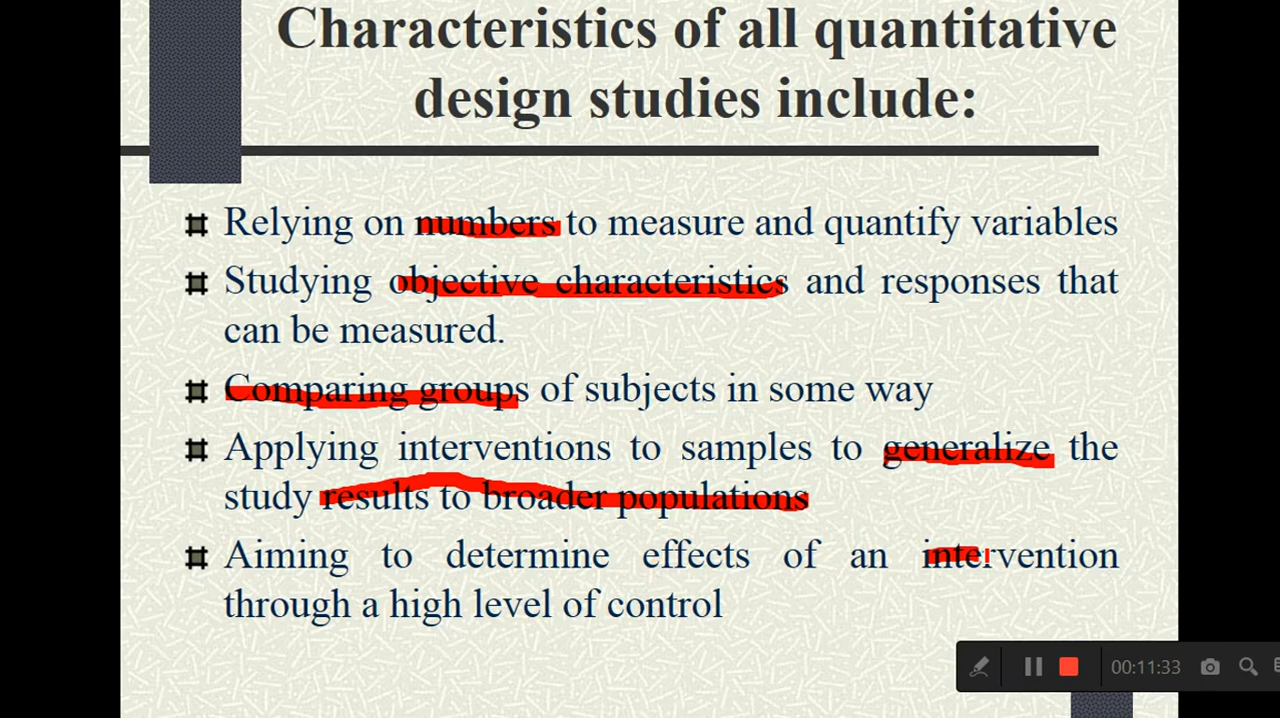 Characteristics of all quantitative
design studies include:
Relying on numbers to measure and quantify variables
Studying objective characteristics and responses that
can be measured.
Comparing groups of subjects in some way
Applying interventions to samples to generalize the
study results to broader populations
Aiming to determine effects of an intervention
through a high level of control
00:11:33